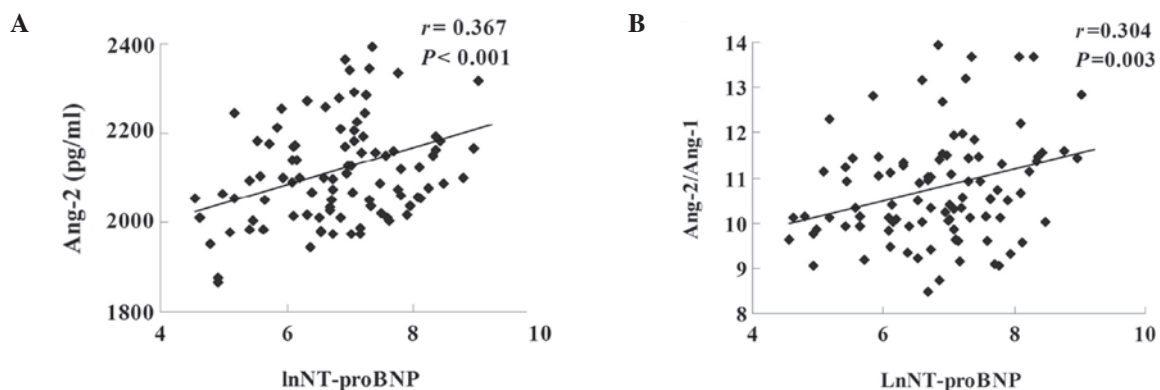 A
r= 0.367
P< 0.001
Ang-2 (pg/ml)
2400
2200
2000
1800
4
6
8
10
lnNT-proBNP
B
r=0.304
P=0.003
Ang-2/Ang-1
14
13
12
11
10
9
8
4
6
8
10
LnNT-proBNP